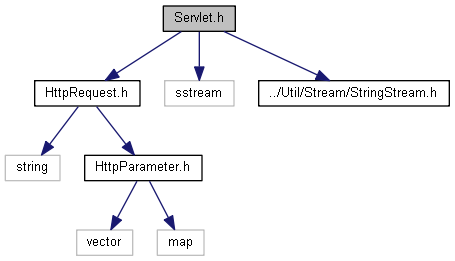 Servlet.h
HttpRequest.h
sstream
../Util/Stream/StringStream.h
string
HttpParameter.h
vector
map